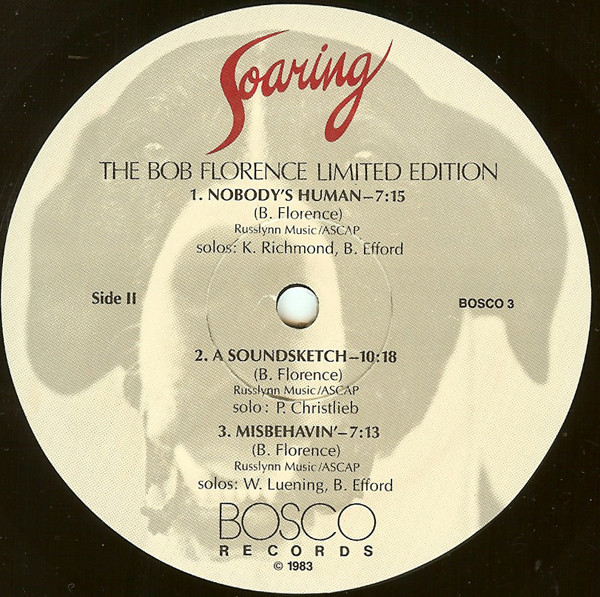 Soaring
THE BOB FLORENCE LIMITED EDITION
1. NOBODY'S HUMAN–7:15
(B. Florence)
Russlynn Music/ASCAP
solos: K. Richmond, B. Efford
Side II
BOSCO 3
2. A SOUNDSKETCH–10:18
(B. Florence)
Russlynn Music/ASCAP
solo: P. Christlieb
3. MISBEHAVIN'–7:13
(B. Florence)
Russlynn Music/ASCAP
solos: W. Luening, B. Efford
BOSCO
RECORDS
© 1983